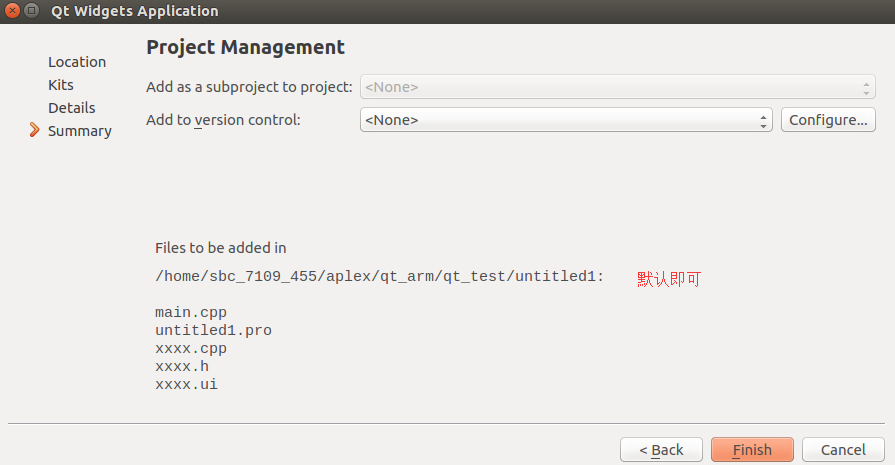 Qt Widgets Application
Location
Kits
Details
Summary
Project Management
Add as a subproject to project: <None>
Add to version control: <None> Configure...
Files to be added in
/home/sbc_7109_455/aplex/qt_arm/qt_test/untitled1: 默认即可
main.cpp
untitled1.pro
xxxx.cpp
xxxx.h
xxxx.ui
< Back Finish Cancel